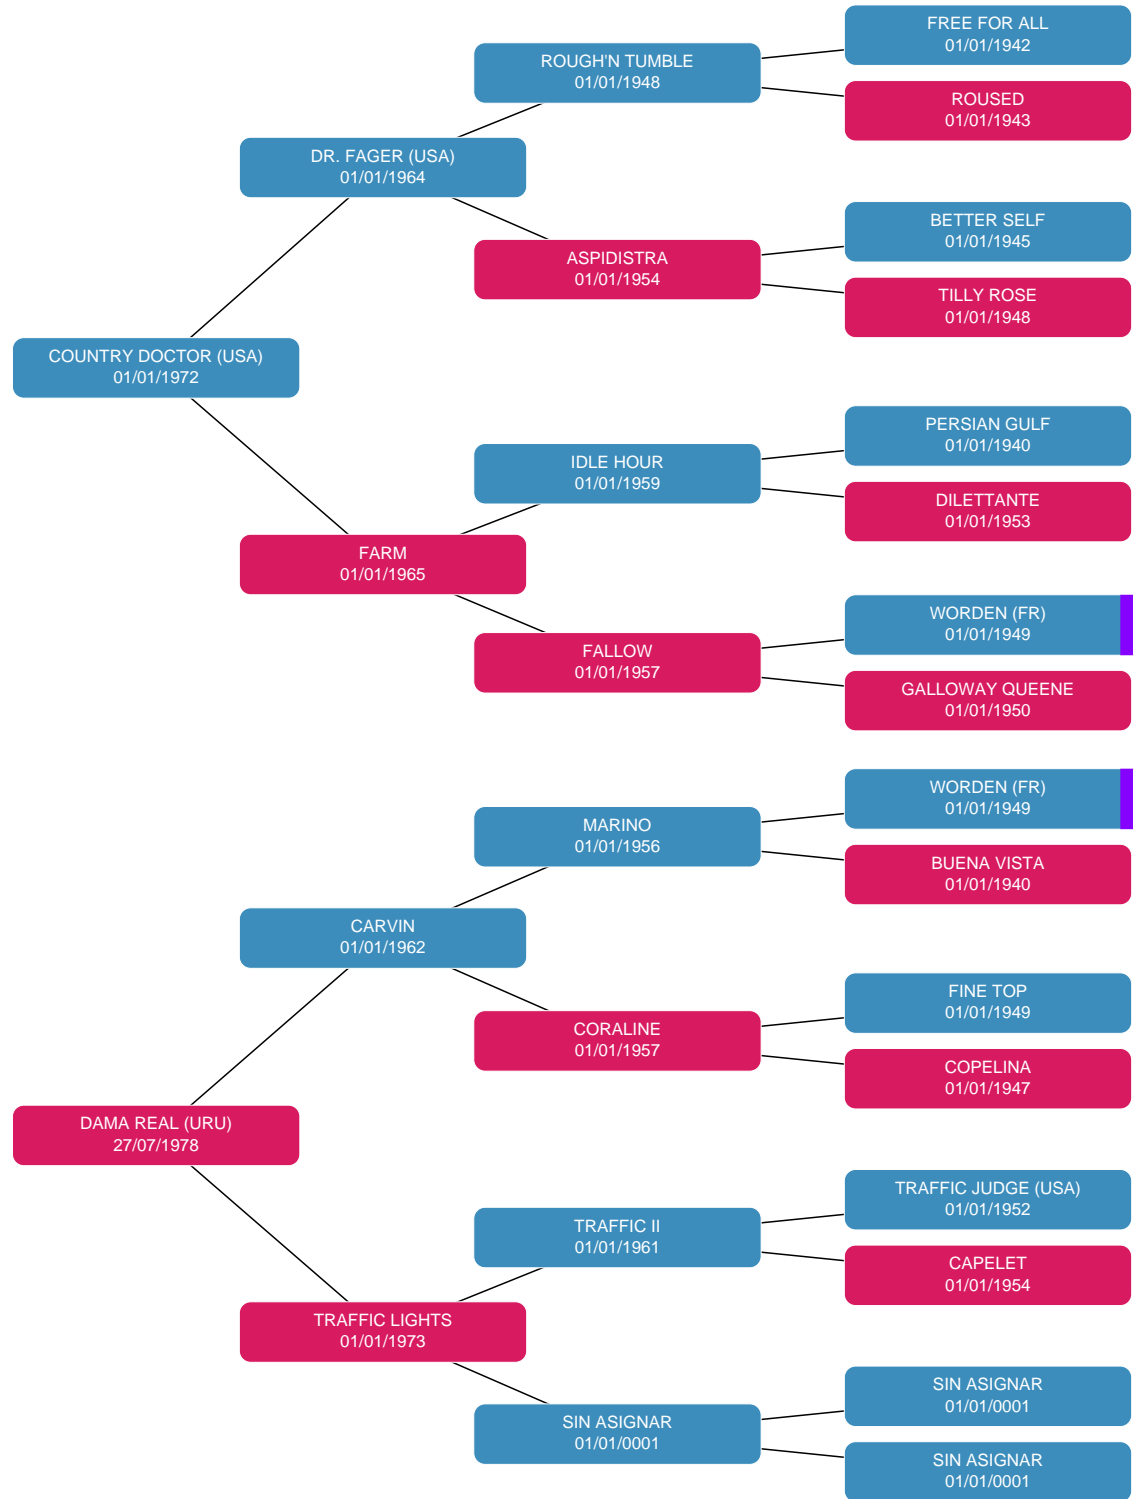 FREE FOR ALL
01/01/1942
ROUGH'N TUMBLE
01/01/1948
ROUSED
01/01/1943
DR. FAGER (USA)
01/01/1964
BETTER SELF
01/01/1945
ASPIDISTRA
01/01/1954
TILLY ROSE
01/01/1948
COUNTRY DOCTOR (USA)
01/01/1972
PERSIAN GULF
01/01/1940
IDLE HOUR
01/01/1959
DILETTANTE
01/01/1953
FARM
01/01/1965
WORDEN (FR)
01/01/1949
FALLOW
01/01/1957
GALLOWAY QUEENE
01/01/1950
WORDEN (FR)
01/01/1949
MARINO
01/01/1956
BUENA VISTA
01/01/1940
CARVIN
01/01/1962
FINE TOP
01/01/1949
CORALINE
01/01/1957
COPELINA
01/01/1947
DAMA REAL (URU)
27/07/1978
TRAFFIC JUDGE (USA)
01/01/1952
TRAFFIC II
01/01/1961
CAPELET
01/01/1954
TRAFFIC LIGHTS
01/01/1973
SIN ASIGNAR
01/01/0001
SIN ASIGNAR
01/01/0001
SIN ASIGNAR
01/01/0001